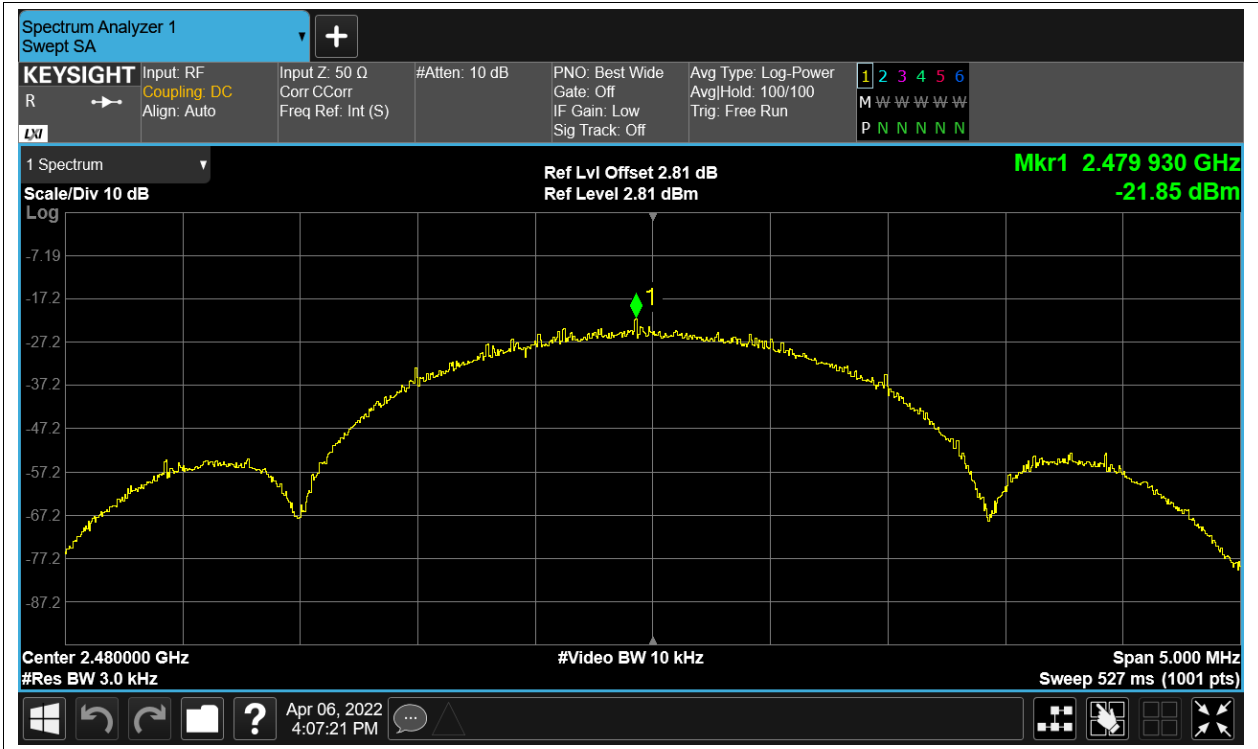 Spectrum Analyzer 1
Swept SA
+
KEYSIGHT
R
LXI
Input: RF
Coupling: DC
Align: Auto
Input Z: 50 Ω
Corr CCorr
Freq Ref: Int (S)
#Atten: 10 dB
PNO: Best Wide
Gate: Off
IF Gain: Low
Sig Track: Off
Avg Type: Log-Power
Avg|Hold: 100/100
Trig: Free Run
1 2 3 4 5 6
M W W W W W W
P N N N N N
1 Spectrum
Scale/Div 10 dB
Log
Ref Lvl Offset 2.81 dB
Ref Level 2.81 dBm
Mkr1 2.479 930 GHz
-21.85 dBm
-7.19
-17.2
1
-27.2
-37.2
-47.2
-57.2
-67.2
-77.2
-87.2
Center 2.480000 GHz
#Video BW 10 kHz
Span 5.000 MHz
#Res BW 3.0 kHz
Sweep 527 ms (1001 pts)
?
Apr 06, 2022
4:07:21 PM